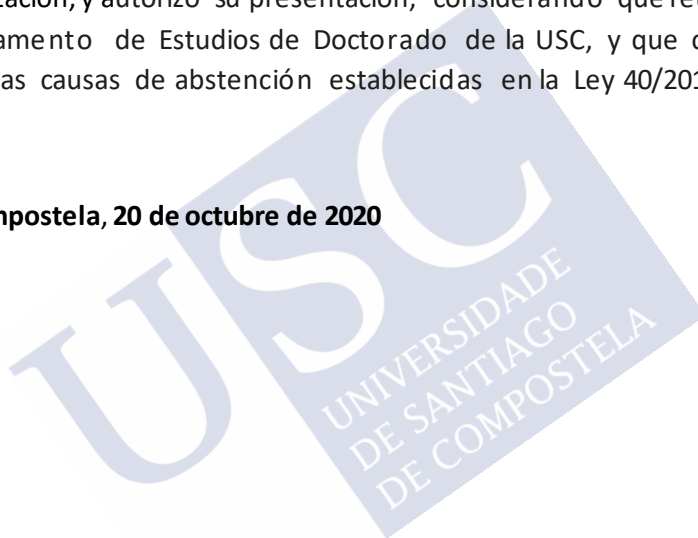 tación, y autorizo su presentación, considerando que re
amento de Estudios de Doctorado de la USC, y que
as causas de abstención establecidas en la Ley 40/201
mpostela, 20 de octubre de 2020
USC
UNIVERSIDADE
DE SANTIAGO
DE COMPOSTELA